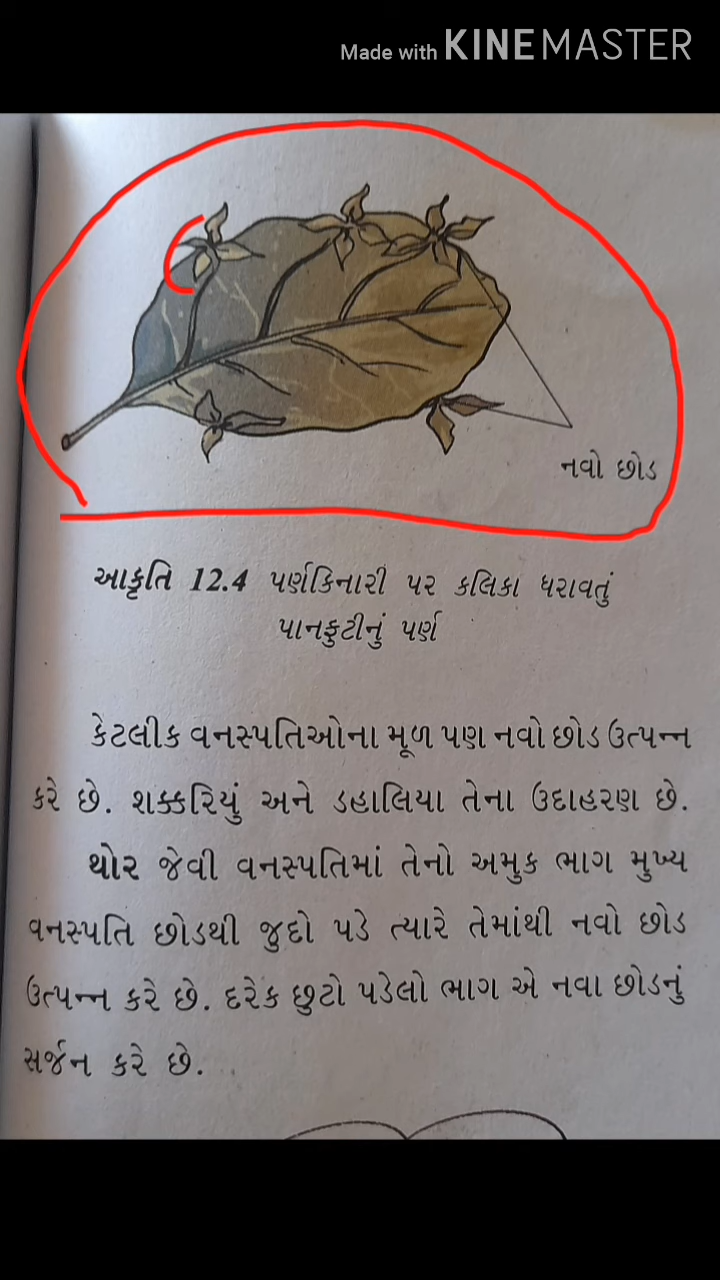 Made with KINEMASTER
નવો છોડ
આકૃતિ 12.4 પર્ણકિનારી પર કલિકા ધરાવતું
પાનફુટીનું પર્ણ
કેટલીક વનસ્પતિઓના મૂળ પણ નવો છોડ ઉત્પન્ન
કરે છે. શક્કરિયું અને ડહાલિયા તેના ઉદાહરણ છે.
થોર જેવી વનસ્પતિમાં તેનો અમુક ભાગ મુખ્ય
વનસ્પતિ છોડથી જુદો પડે ત્યારે તેમાંથી નવો છોડ
ઉત્પન્ન કરે છે. દરેક છુટો પડેલો ભાગ એ નવા છોડનું
સર્જન કરે છે.